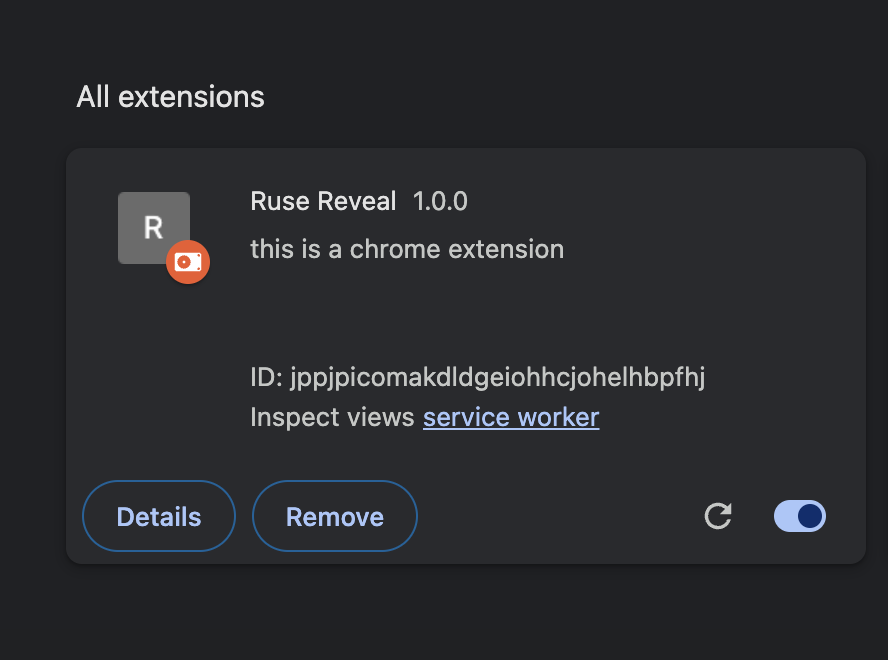 All extensions
R
Ruse Reveal 1.0.0
this is a chrome extension
ID: jppjpicomakdldgeiohhcjohelhbpfhj
Inspect views service worker
Details Remove